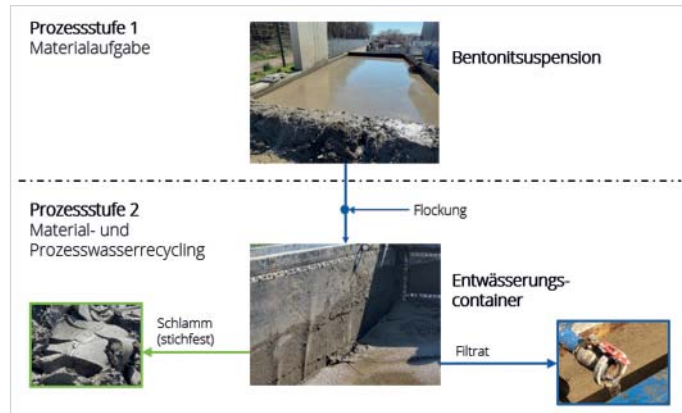 Prozessstufe 1
Materialaufgabe
Bentonitsuspension
Prozessstufe 2
Material- und
Prozesswasserrecycling
Flockung
Entwässerungs-
container
Schlamm
(stichfest)
Filtrat